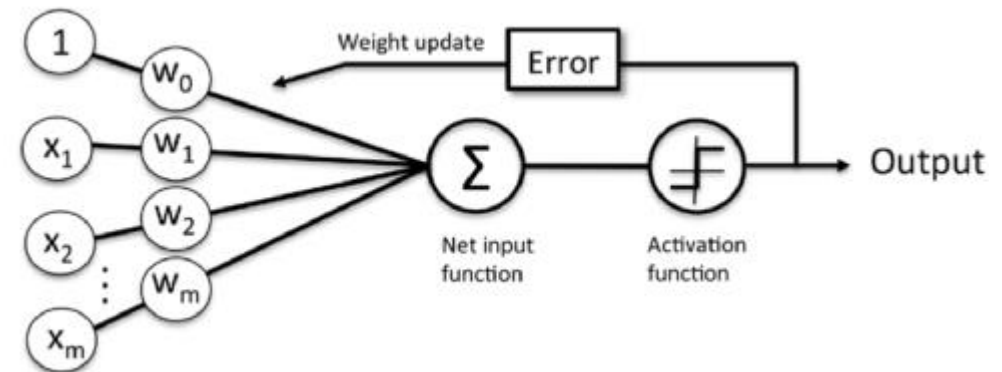 1
w₀
Weight update
Error
x₁
w₁
Σ
Output
x₂
w₂
⋮
xₘ
wₘ
Net input
function
Activation
function